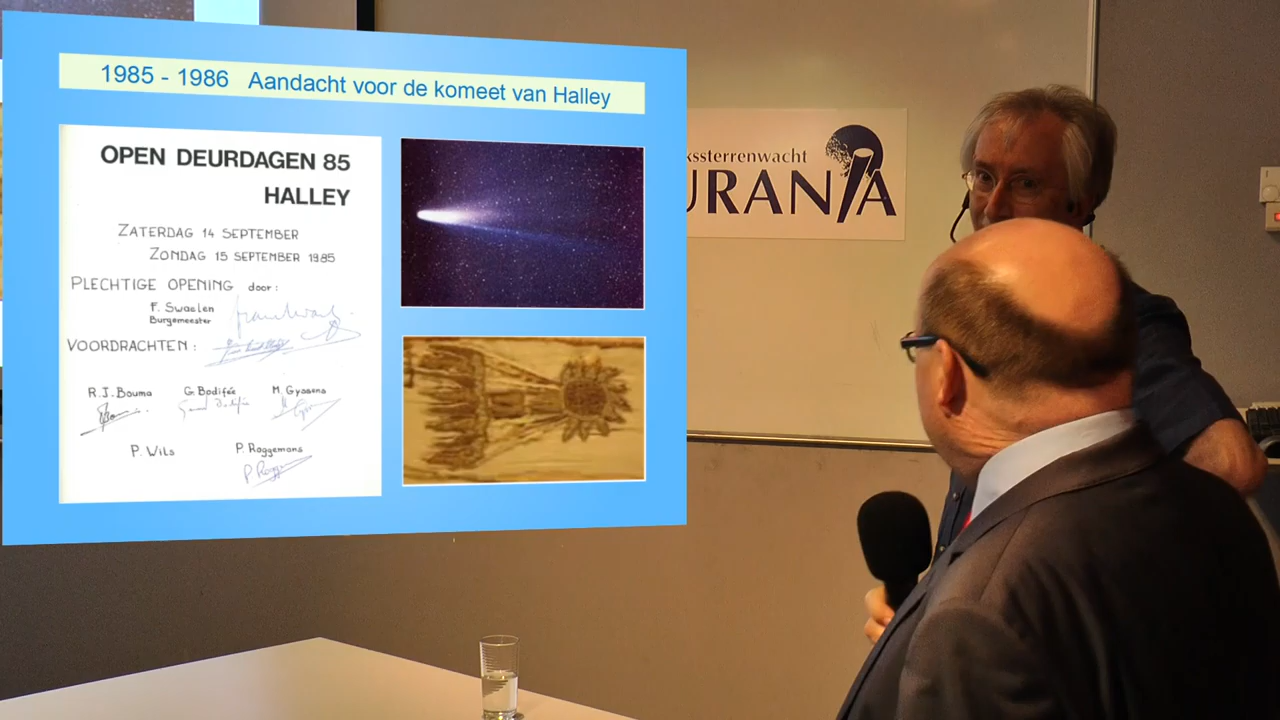 1985 - 1986 Aandacht voor de komeet van Halley
OPEN DEURDAGEN 85
HALLEY
ZATERDAG 14 SEPTEMBER
ZONDAG 15 SEPTEMBER 1985
PLECHTIGE OPENING door:
F. Swaelen
Burgemeester
VOORDRACHTEN:
R.J. Bouma G. Bodifée M. Gyssens
P. Wils P. Roggemans
kssterrenwacht
URANIA